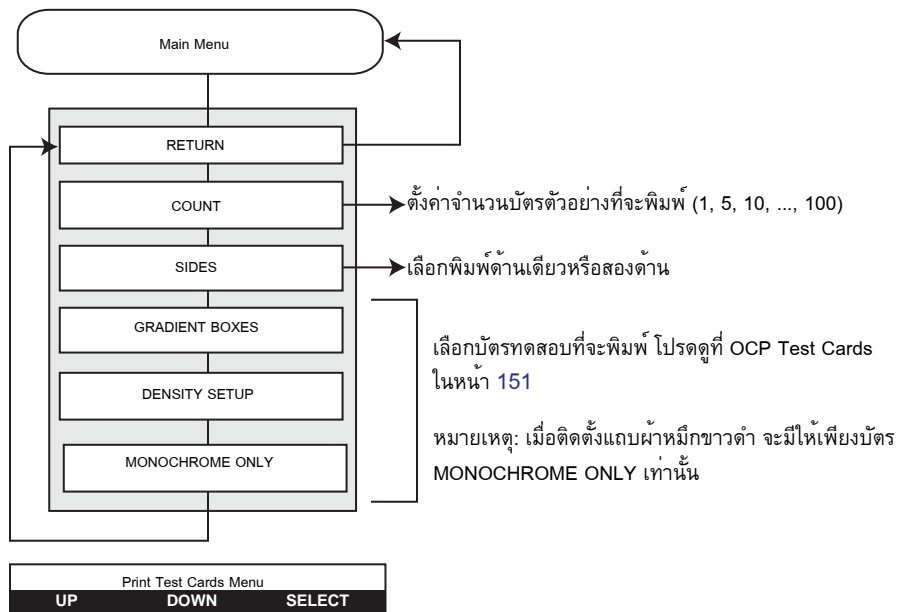 Main Menu
RETURN
COUNT
ตั้งค่าจำนวนบัตรตัวอย่างที่จะพิมพ์ (1, 5, 10, ..., 100)
SIDES
เลือกพิมพ์ด้านเดียวหรือสองด้าน
GRADIENT BOXES
DENSITY SETUP
MONOCHROME ONLY
เลือกบัตรทดสอบที่จะพิมพ์ โปรดดูที่ OCP Test Cards
ในหน้า 151
หมายเหตุ: เมื่อติดตั้งแถบผ้าหมึกขาวดำ จะมีให้เพียงบัตร
MONOCHROME ONLY เท่านั้น
Print Test Cards Menu
UP DOWN SELECT